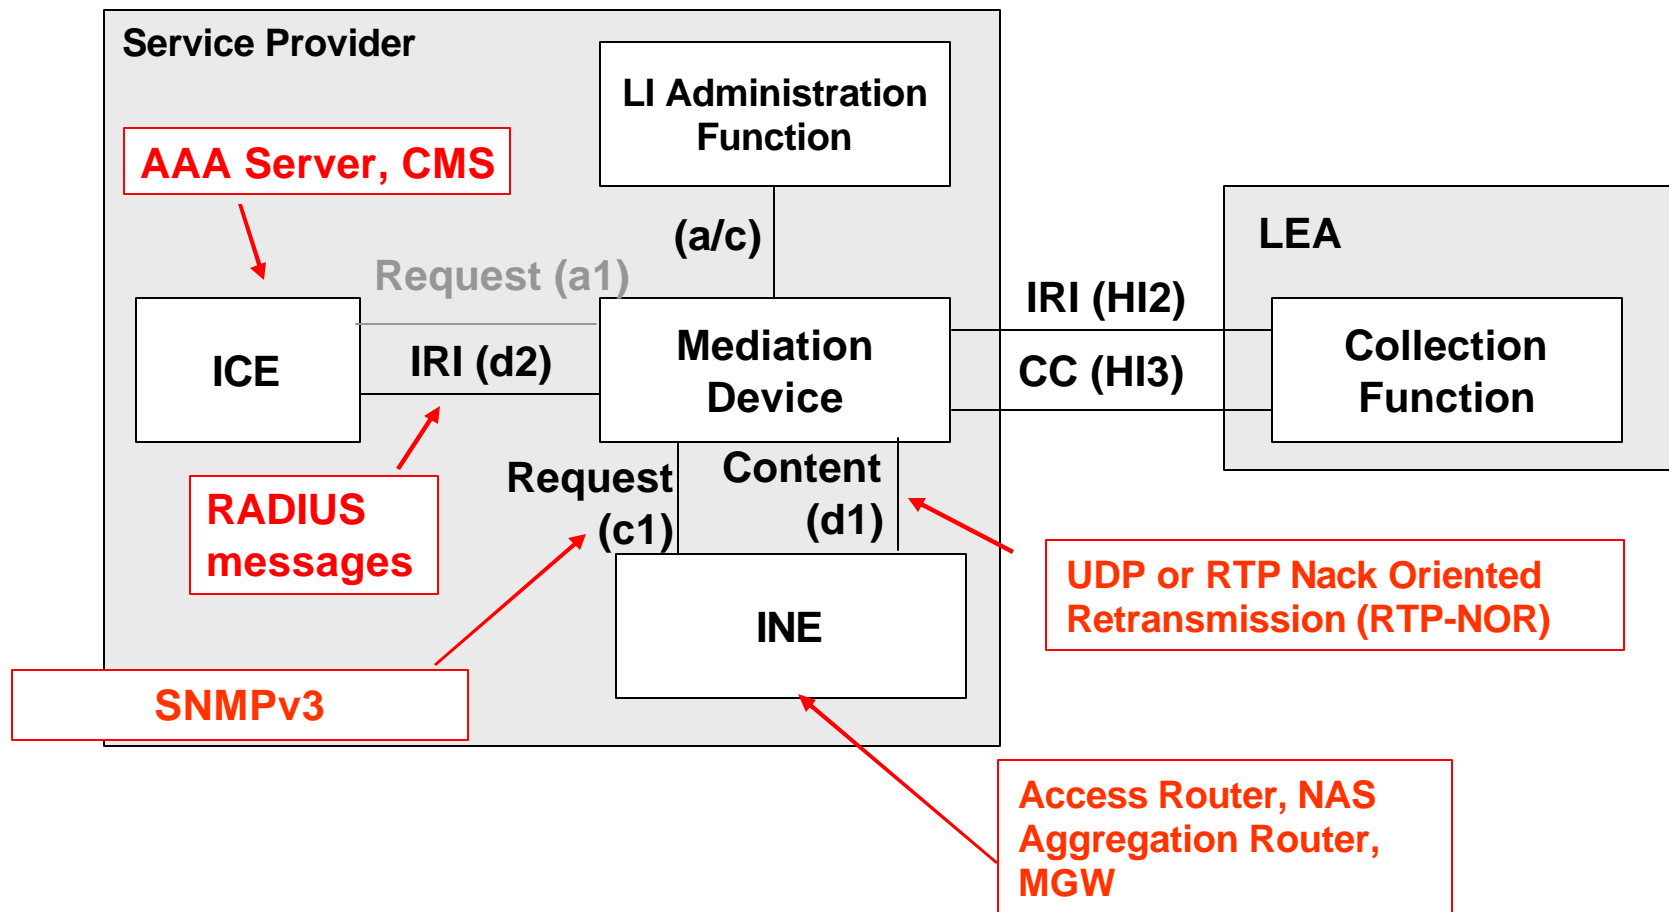 Service Provider
LI Administration
Function
AAA Server, CMS
(a/c)
LEA
Request (a1)
IRI (HI2)
ICE
IRI (d2)
Mediation
Device
CC (HI3)
Collection
Function
Request
(c1)
Content
(d1)
RADIUS
messages
UDP or RTP Nack Oriented
Retransmission (RTP-NOR)
INE
SNMPv3
Access Router, NAS
Aggregation Router,
MGW